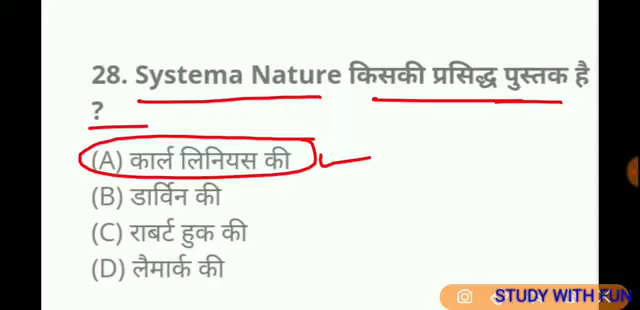 28. Systema Nature किसकी प्रसिद्ध पुस्तक है
?
(A) कार्ल लिनियस की
(B) डार्विन की
(C) राबर्ट हुक की
(D) लैमार्क की
STUDY WITH FUN